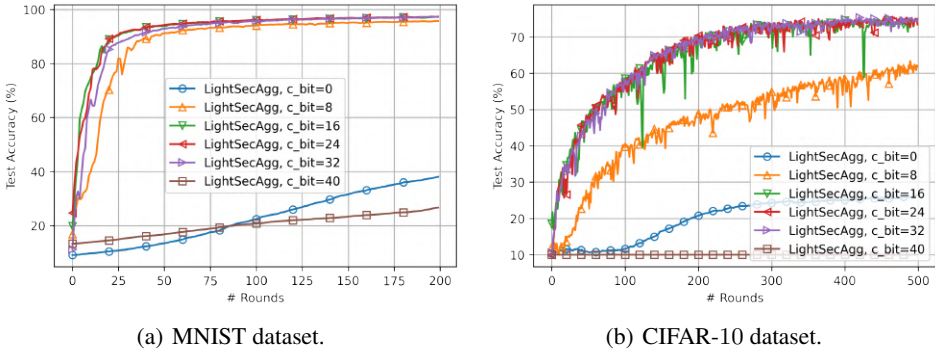 100
80
60
40
20
0
25
50
75
100
125
150
175
200
Test Accuracy (%)
# Rounds
LightSecAgg, c_bit=0
LightSecAgg, c_bit=8
LightSecAgg, c_bit=16
LightSecAgg, c_bit=24
LightSecAgg, c_bit=32
LightSecAgg, c_bit=40
(a) MNIST dataset.
70
60
50
40
30
20
10
0
100
200
300
400
500
Test Accuracy (%)
# Rounds
LightSecAgg, c_bit=0
LightSecAgg, c_bit=8
LightSecAgg, c_bit=16
LightSecAgg, c_bit=24
LightSecAgg, c_bit=32
LightSecAgg, c_bit=40
(b) CIFAR-10 dataset.